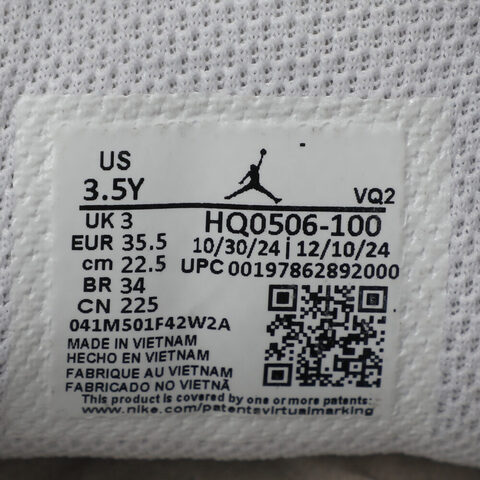 US
3.5Y
VQ2
UK 3
HQ0506-100
EUR 35.5
10/30/24 | 12/10/24
cm 22.5
UPC 00197862892000
BR 34
CN 225
041M501F42W2A
MADE IN VIETNAM
HECHO EN VIETNAM
FABRIQUE AU VIETNAM
FABRICADO NO VIETNÃ
This product is covered by one or more patents:
www.nike.com/patentsvirtualmarking